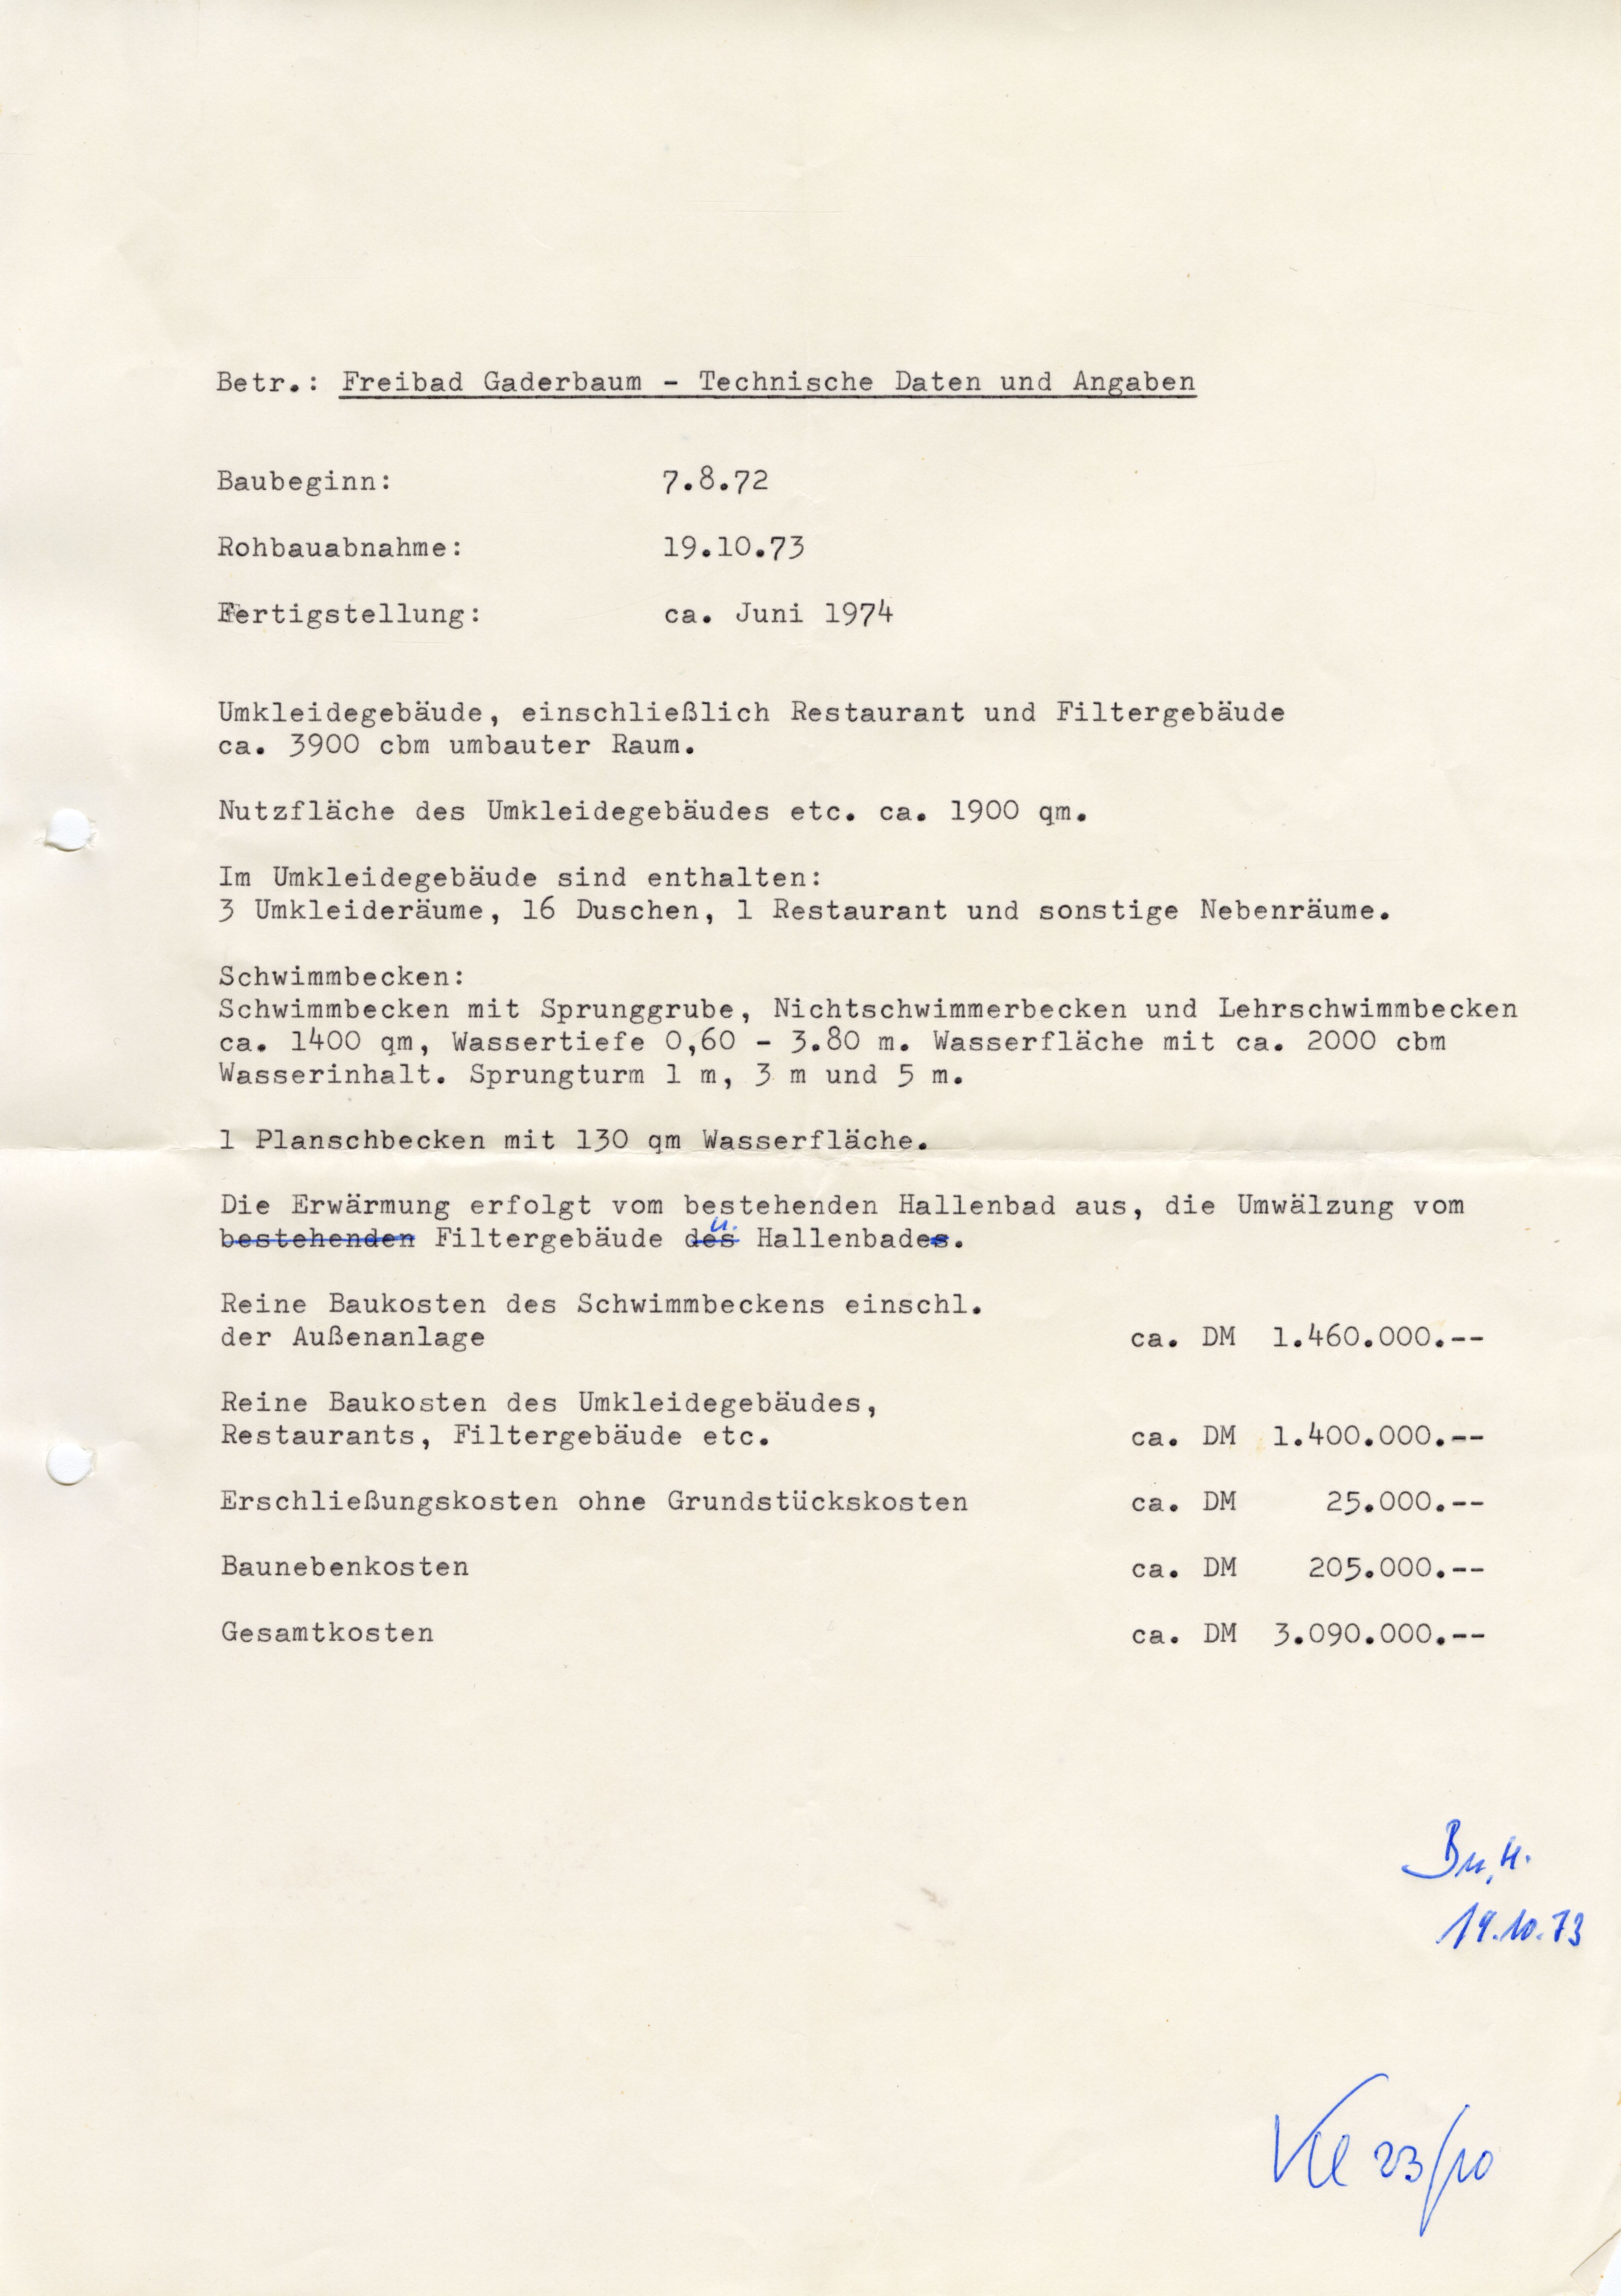 Betr.: Freibad Gaderbaum - Technische Daten und Angaben
Baubeginn: 7.8.72
Rohbauabnahme: 19.10.73
Fertigstellung: ca. Juni 1974
Umkleidegebäude, einschließlich Restaurant und Filtergebäude
ca. 3900 cbm umbauter Raum.
Nutzfläche des Umkleidegebäudes etc. ca. 1900 qm.
Im Umkleidegebäude sind enthalten:
3 Umkleideräume, 16 Duschen, 1 Restaurant und sonstige Nebenräume.
Schwimmbecken:
Schwimmbecken mit Sprunggrube, Nichtschwimmerbecken und Lehrschwimmbecken
ca. 1400 qm, Wassertiefe 0,60 - 3.80 m. Wasserfläche mit ca. 2000 cbm
Wasserinhalt. Sprungturm 1 m, 3 m und 5 m.
1 Planschbecken mit 130 qm Wasserfläche.
Die Erwärmung erfolgt vom bestehenden Hallenbad aus, die Umwälzung vom
u.
bestehenden Filtergebäude des Hallenbades.
Reine Baukosten des Schwimmbeckens einschl.
der Außenanlage ca. DM 1.460.000.--
Reine Baukosten des Umkleidegebäudes,
Restaurants, Filtergebäude etc. ca. DM 1.400.000.--
Erschließungskosten ohne Grundstückskosten ca. DM 25.000.--
Baunebenkosten ca. DM 205.000.--
Gesamtkosten ca. DM 3.090.000.--
19.10.73
23/10